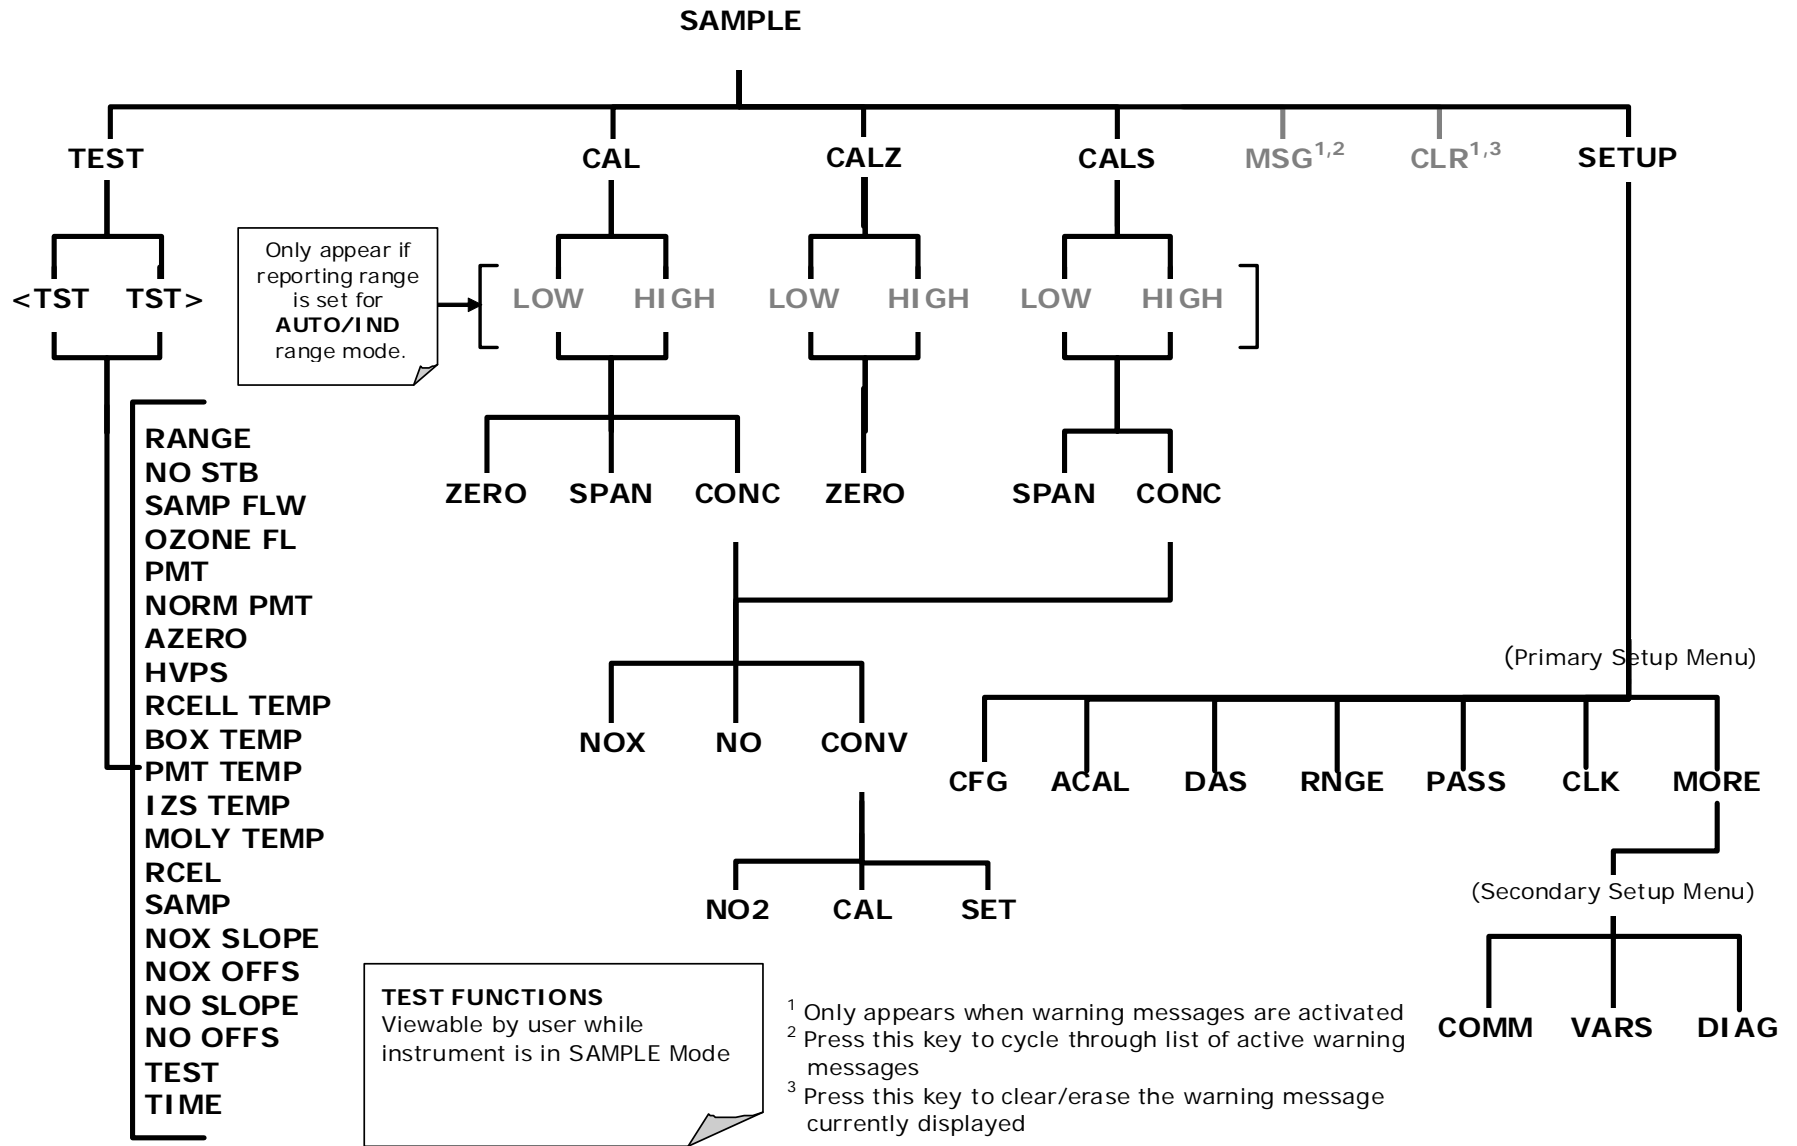 SAMPLE
TEST CAL CALZ CALS MSG1,2 CLR1,3 SETUP
<TST TST>
Only appear if
reporting range
is set for
AUTO/IND
range mode.
LOW HIGH LOW HIGH LOW HIGH
RANGE
NO STB
SAMP FLW
OZONE FL
PMT
NORM PMT
AZERO
HVPS
RCELL TEMP
BOX TEMP
PMT TEMP
IZS TEMP
MOLY TEMP
RCEL
SAMP
NOX SLOPE
NOX OFFS
NO SLOPE
NO OFFS
TEST
TIME
ZERO SPAN CONC ZERO SPAN CONC
NOX NO CONV
NO2 CAL SET
(Primary Setup Menu)
CFG ACAL DAS RNGE PASS CLK MORE
(Secondary Setup Menu)
COMM VARS DIAG
TEST FUNCTIONS
Viewable by user while
instrument is in SAMPLE Mode
1 Only appears when warning messages are activated
2 Press this key to cycle through list of active warning
messages
3 Press this key to clear/erase the warning message
currently displayed